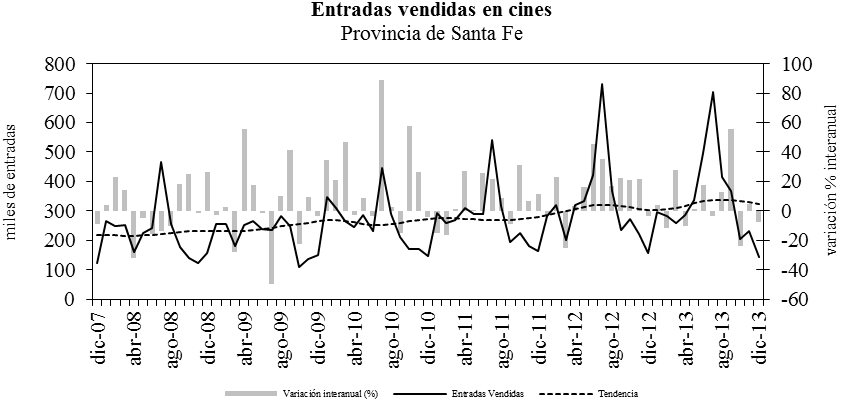 Entradas vendidas en cines
Provincia de Santa Fe
miles de entradas
800
700
600
500
400
300
200
100
0
100
80
60
40
20
0
-20
-40
-60
variación % interanual
dic-07
abr-08
ago-08
dic-08
abr-09
ago-09
dic-09
abr-10
ago-10
dic-10
abr-11
ago-11
dic-11
abr-12
ago-12
dic-12
abr-13
ago-13
dic-13
Variación interanual (%)
Entradas Vendidas
Tendencia